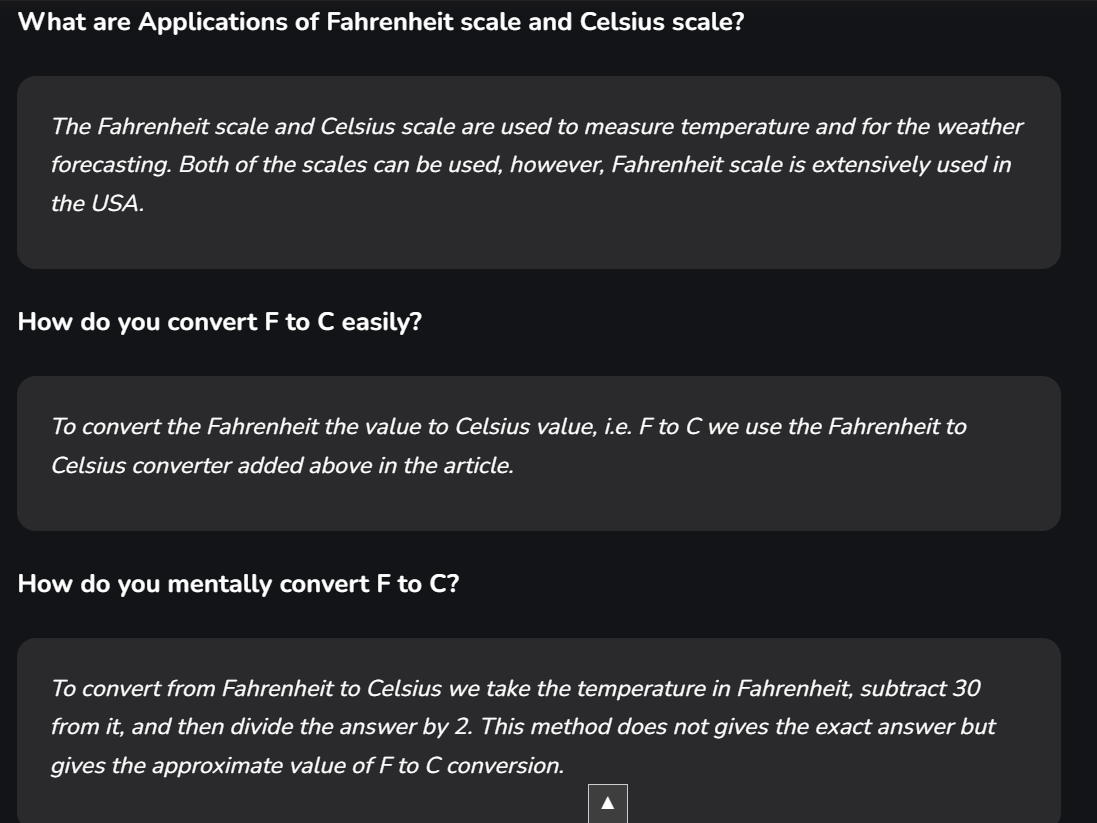 What are Applications of Fahrenheit scale and Celsius scale?
The Fahrenheit scale and Celsius scale are used to measure temperature and for the weather
forecasting. Both of the scales can be used, however, Fahrenheit scale is extensively used in
the USA.
How do you convert F to C easily?
To convert the Fahrenheit the value to Celsius value, i.e. F to C we use the Fahrenheit to
Celsius converter added above in the article.
How do you mentally convert F to C?
To convert from Fahrenheit to Celsius we take the temperature in Fahrenheit, subtract 30
from it, and then divide the answer by 2. This method does not gives the exact answer but
gives the approximate value of F to C conversion.